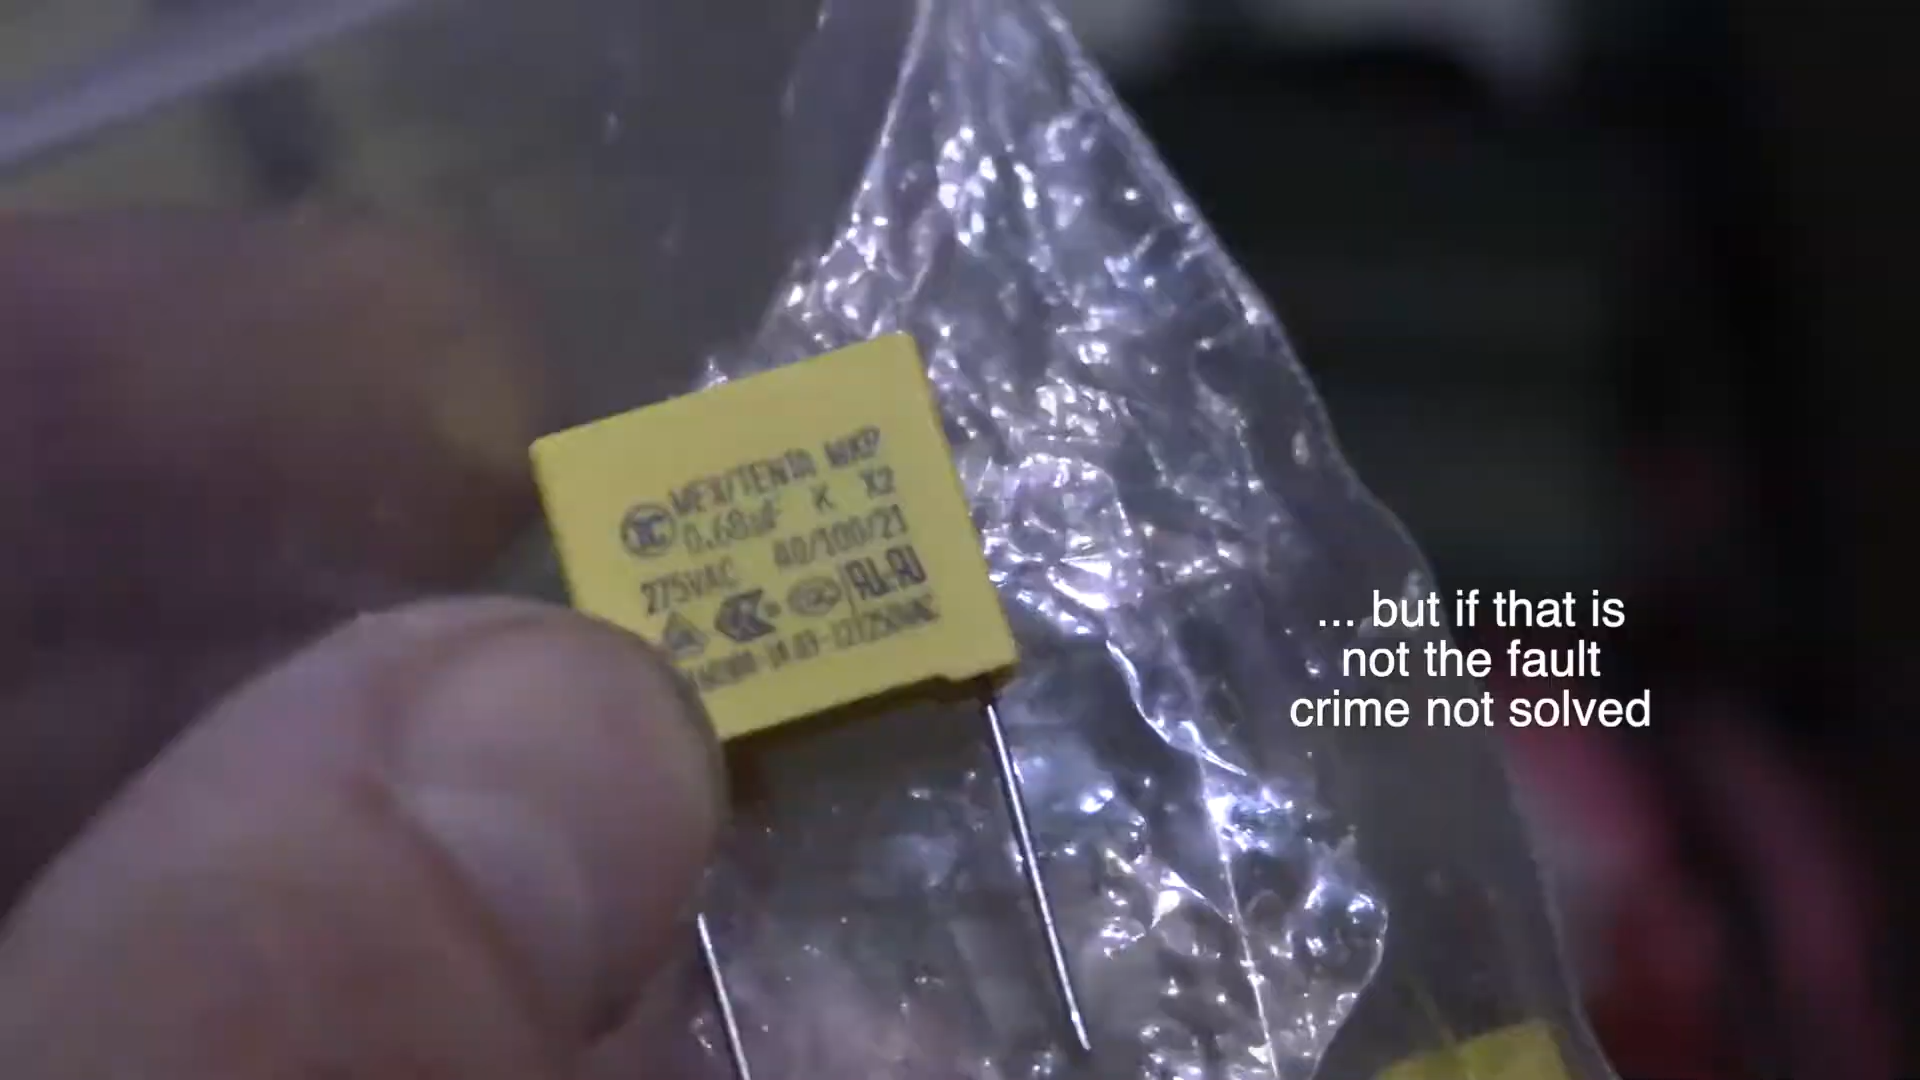 MEX/TENTA MKP
0.68uF K X2
275VAC 40/100/21
250VAC
... but if that is
not the fault
crime not solved